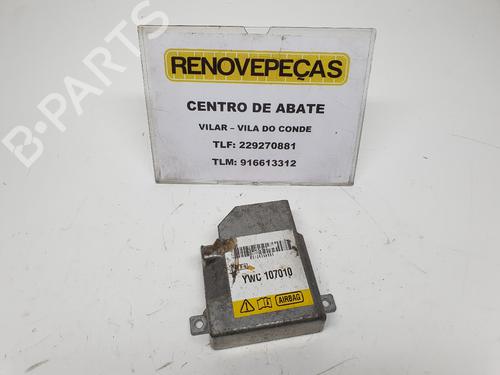 RENOVEPEÇAS
CENTRO DE ABATE
VILAR – VILA DO CONDE
TLF: 229270881
TLM: 916613312
B-PARTS
YWC 107010
AIRBAG